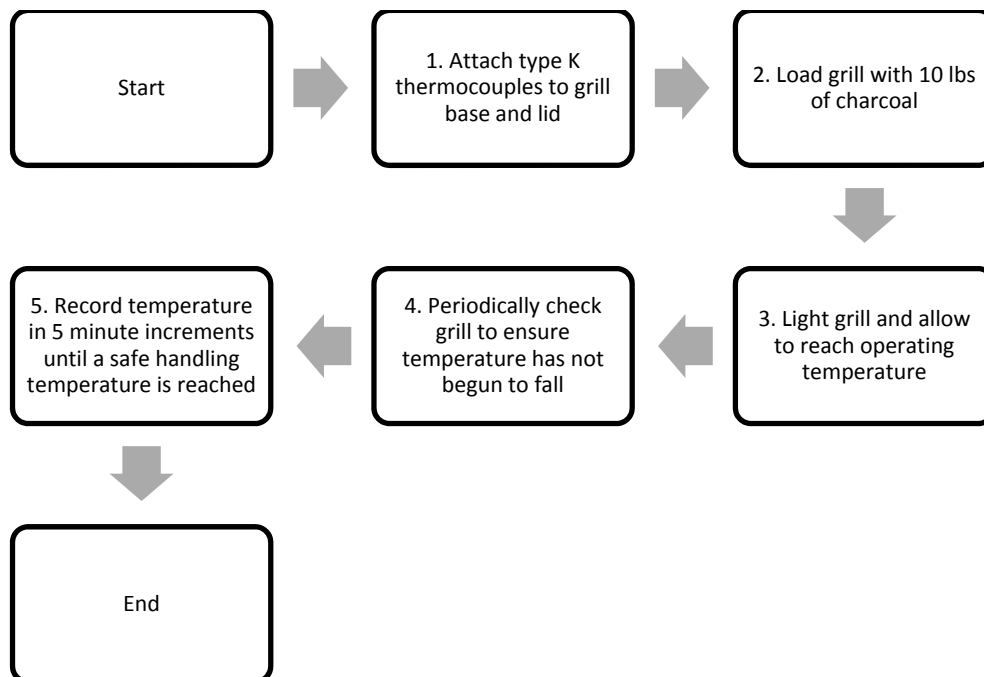 Start
1. Attach type K
thermocouples to grill
base and lid
2. Load grill with 10 lbs
of charcoal
3. Light grill and allow
to reach operating
temperature
4. Periodically check
grill to ensure
temperature has not
begun to fall
5. Record temperature
in 5 minute increments
until a safe handling
temperature is reached
End